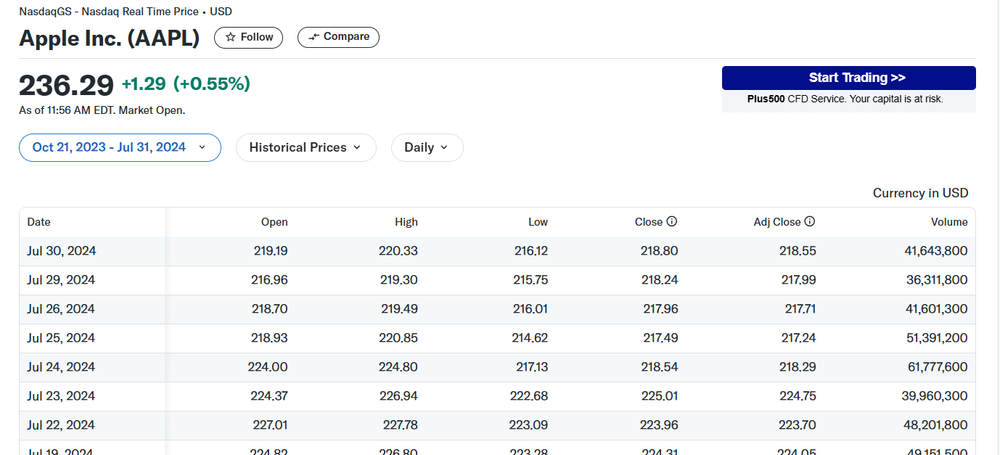 NasdaqGS - Nasdaq Real Time Price • USD
Apple Inc. (AAPL) Follow Compare
236.29 +1.29 (+0.55%)
As of 11:56 AM EDT. Market Open.
Start Trading >>
Plus500 CFD Service. Your capital is at risk.
Oct 21, 2023 - Jul 31, 2024 Historical Prices Daily
Currency in USD
Date Open High Low Close Adj Close Volume
Jul 30, 2024 219.19 220.33 216.12 218.80 218.55 41,643,800
Jul 29, 2024 216.96 219.30 215.75 218.24 217.99 36,311,800
Jul 26, 2024 218.70 219.49 216.01 217.96 217.71 41,601,300
Jul 25, 2024 218.93 220.85 214.62 217.49 217.24 51,391,200
Jul 24, 2024 224.00 224.80 217.13 218.54 218.29 61,777,600
Jul 23, 2024 224.37 226.94 222.68 225.01 224.75 39,960,300
Jul 22, 2024 227.01 227.78 223.09 223.96 223.70 48,201,800
Jul 19, 2024 224.82 226.80 223.28 224.31 224.05 49,151,500